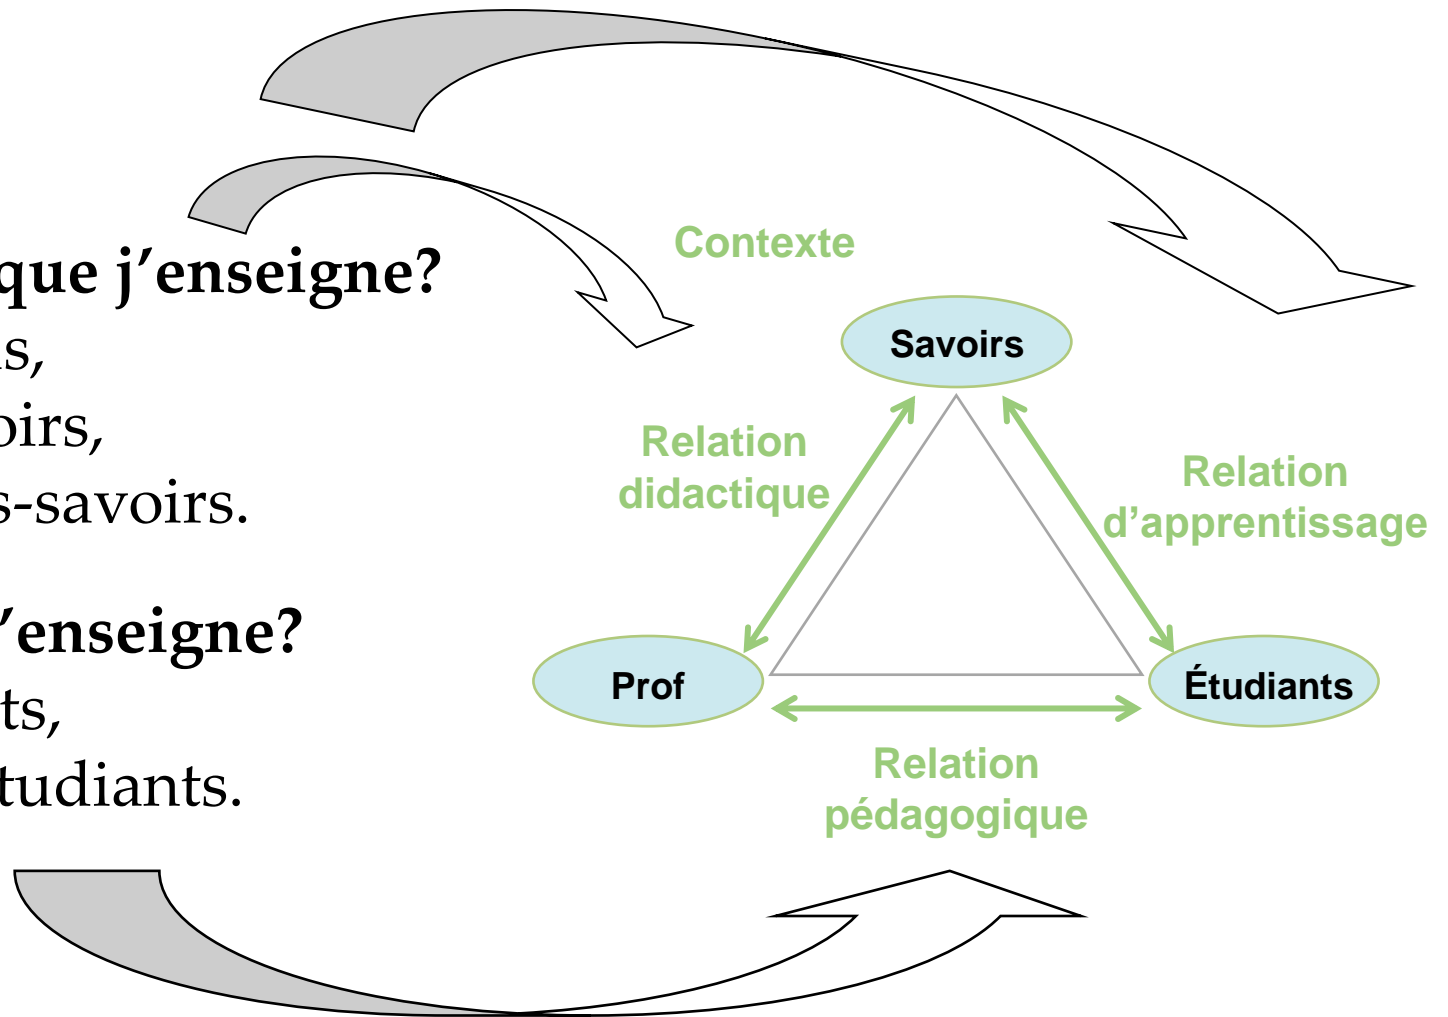 que j’enseigne?
s,
oirs,
s-savoirs.
’enseigne?
ts,
tudiants.
Contexte
Savoirs
Relation
didactique
Relation
d’apprentissage
Prof
Étudiants
Relation
pédagogique